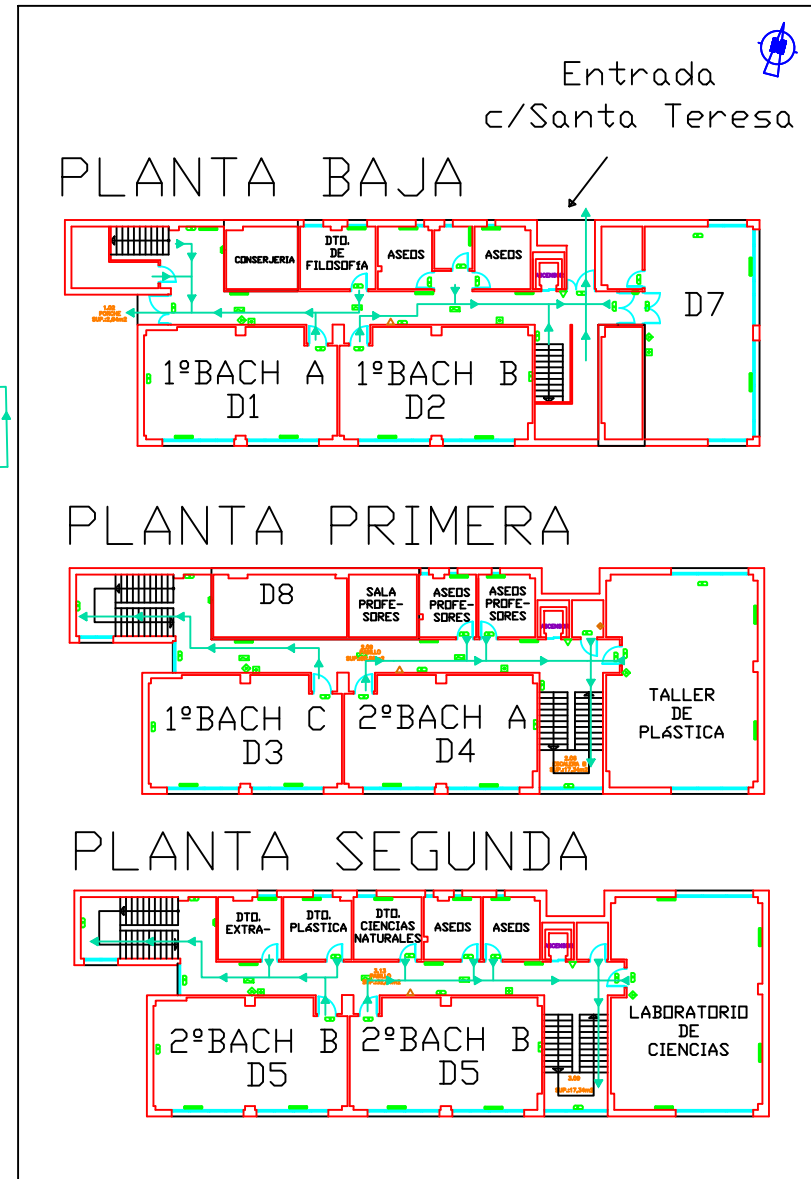 Entrada
c/Santa Teresa
PLANTA BAJA
CONSERJERIA
DTO.
DE
FILOSOFíA
ASEOS
ASEOS
D7
1ºBACH A
D1
1ºBACH B
D2
PLANTA PRIMERA
D8
SALA
PROFE-
SORES
ASEOS
PROFE-
SORES
ASEOS
PROFE-
SORES
1ºBACH C
D3
2ºBACH A
D4
TALLER
DE
PLáSTICA
PLANTA SEGUNDA
DTO.
EXTRA-
DTO.
PLáSTICA
DTO.
CIENCIAS
NATURALES
ASEOS
ASEOS
2ºBACH B
D5
2ºBACH B
D5
LABORATORIO
DE
CIENCIAS